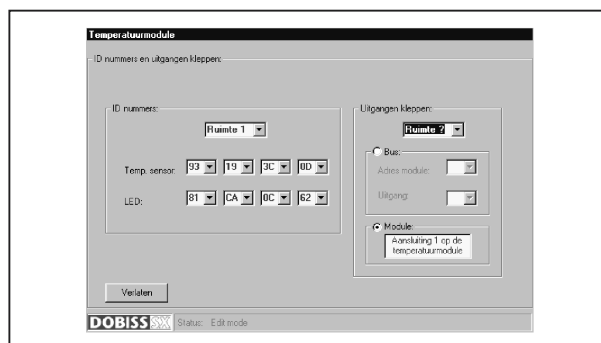 Temperatuurmodule
ID nummers en uitgangen kleppen:
ID nummers:
Ruimte 1
Temp. sensor: 93 19 3C 0D
LED: 81 CA 0C 62
Uitgangen kleppen:
Ruimte ?
Bus:
Adres module:
Uitgang:
Module:
Aansluiting 1 op de
temperatuurmodule
Verlaten
DOBISS SX Status: Edit mode